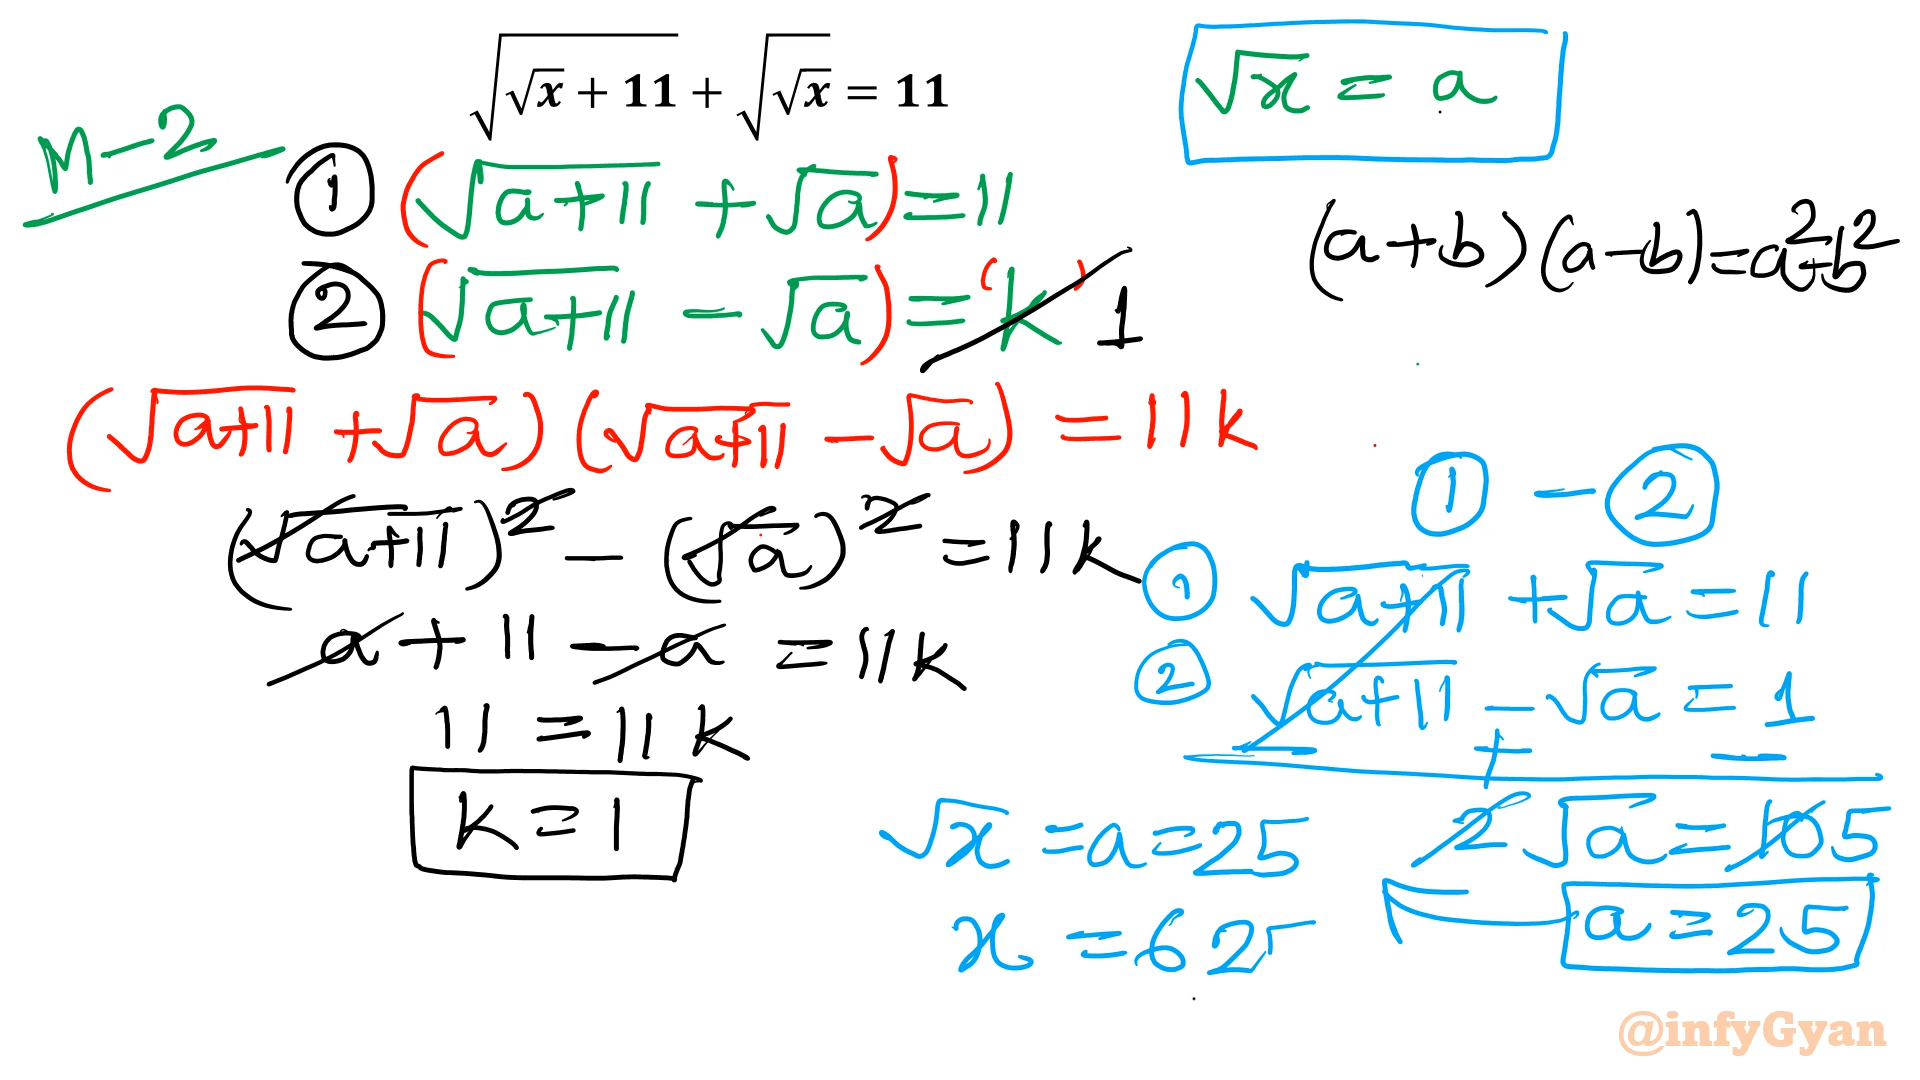 √(√x + 11) + √(√x) = 11
√x = a
M-2
① (√(a+11) + √a) = 11
② (√(a+11) - √a) = (k) 1
(a+b)(a-b) = a²-b²
(√(a+11) + √a)(√(a+11) - √a) = 11k
(√(a+11))² - (√a)² = 11k
a + 11 - a = 11k
11 = 11k
k = 1
① - ②
① √(a+11) + √a = 11
② √(a+11) - √a = 1
- + -
2√a = 10 5
a = 25
√x = a = 25
x = 625
@infyGyan